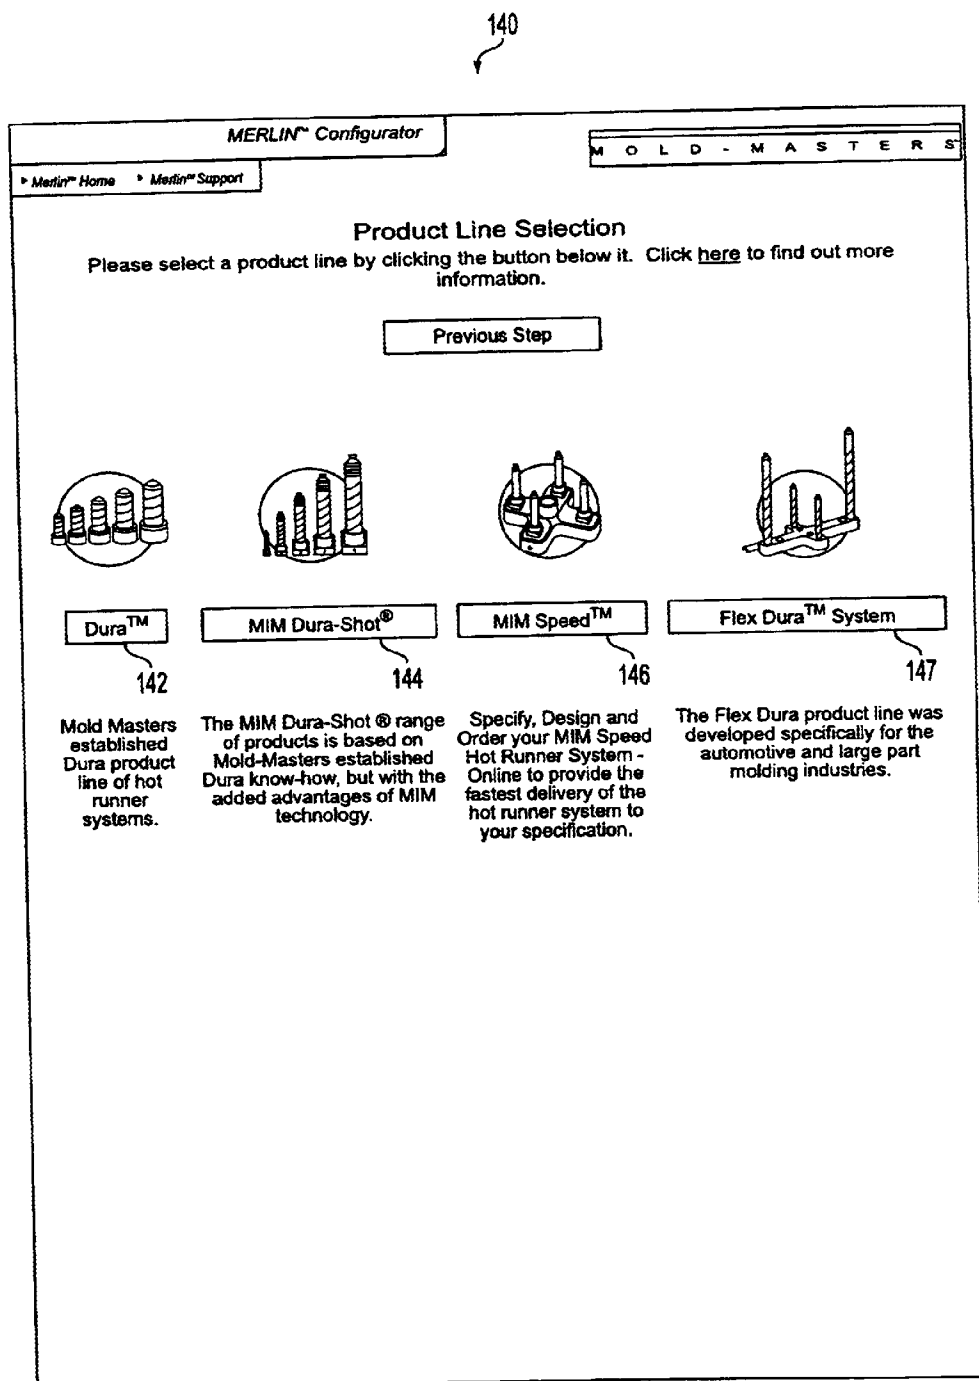 140
MERLIN™ Configurator
M O L D - M A S T E R S
Merlin™ Home Merlin™ Support
Product Line Selection
Please select a product line by clicking the button below it. Click here to find out more
information.
Previous Step
Dura™
142
Mold Masters
established
Dura product
line of hot
runner
systems.
MIM Dura-Shot®
144
The MIM Dura-Shot ® range
of products is based on
Mold-Masters established
Dura know-how, but with the
added advantages of MIM
technology.
MIM Speed™
146
Specify, Design and
Order your MIM Speed
Hot Runner System -
Online to provide the
fastest delivery of the
hot runner system to
your specification.
Flex Dura™ System
147
The Flex Dura product line was
developed specifically for the
automotive and large part
molding industries.